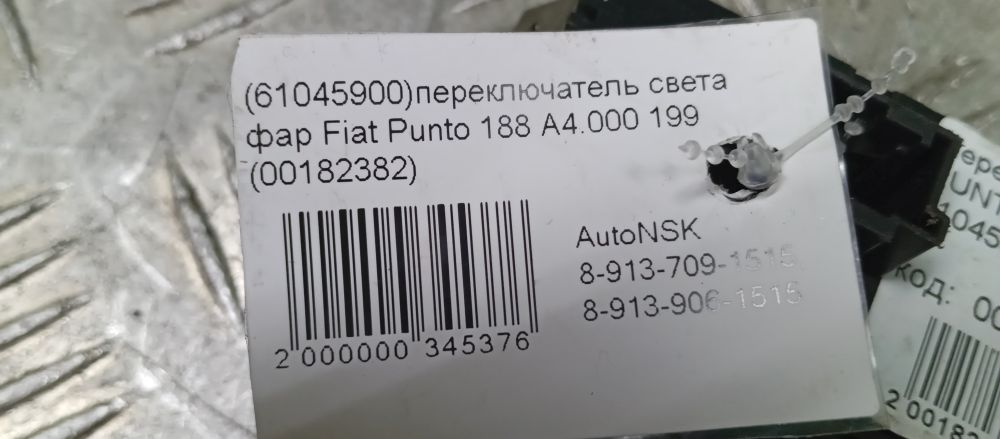 (61045900)переключатель света
фар Fiat Punto 188 A4.000 199
(00182382)
AutoNSK
8-913-709-1515
8-913-906-1515
2 000000 345376
код: